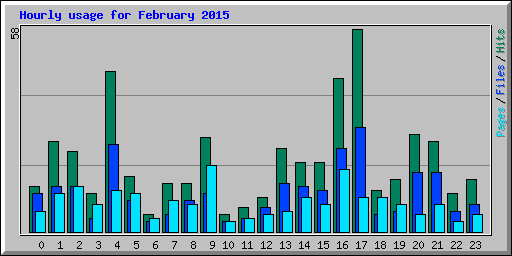 Hourly usage for February 2015
58
Pages / Files / Hits
0 1 2 3 4 5 6 7 8 9 10 11 12 13 14 15 16 17 18 19 20 21 22 23